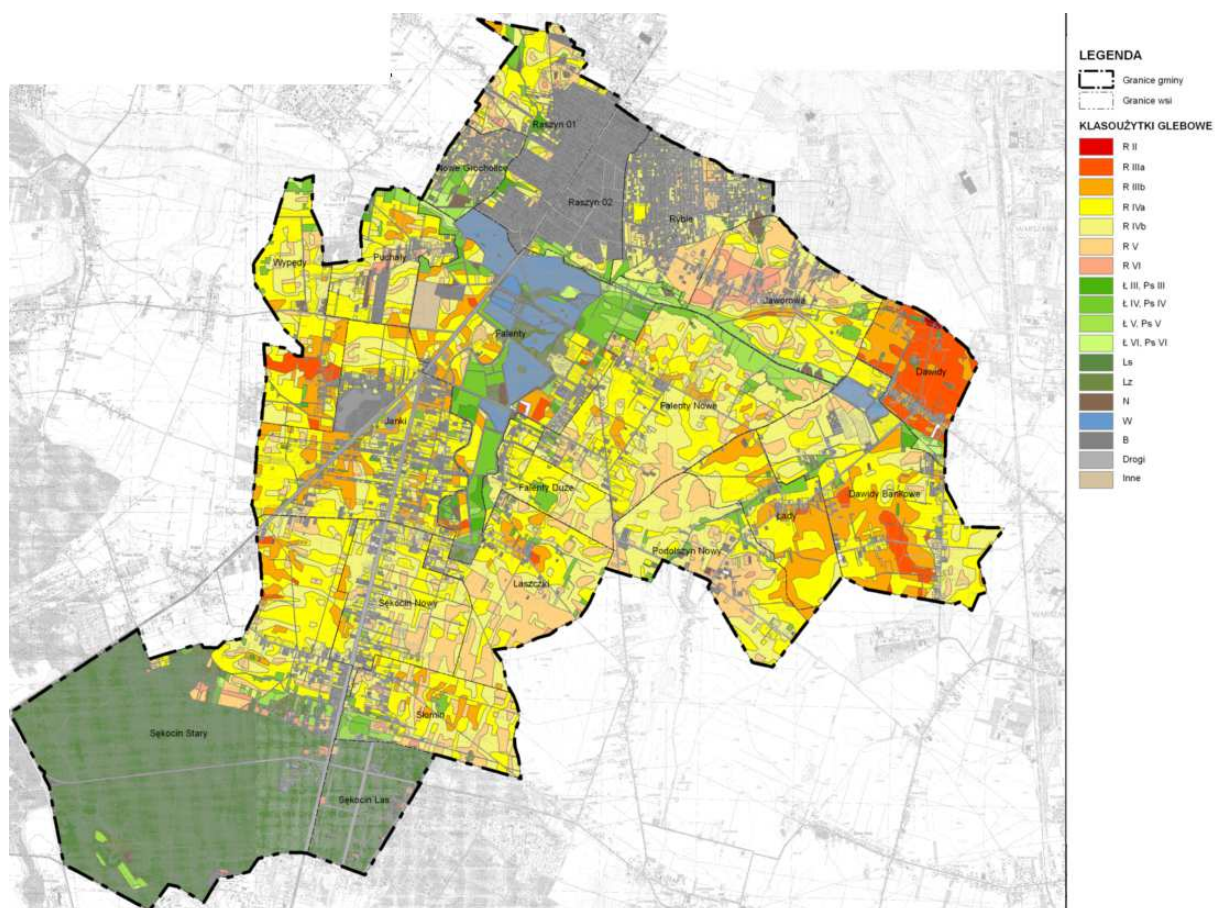 LEGENDA
Granice gminy
Granice wsi
KLASOUŻYTKI GLEBOWE
R II
R IIIa
R IIIb
R IVa
R IVb
R V
R VI
Ł III, Ps III
Ł IV, Ps IV
Ł V, Ps V
Ł VI, Ps VI
Ls
Lz
N
W
B
Drogi
Inne
Raszyn 01
Nowe Grocholice
Raszyn 02
Rybie
Wypędy
Puchały
Jaworowa
Falenty
Dawidy
Falenty Nowe
Janki
Falenty Duże
Dawidy Bankowe
Łady
Podolszyn Nowy
Laszczki
Sękocin Nowy
Słomin
Sękocin Stary
Sękocin Las